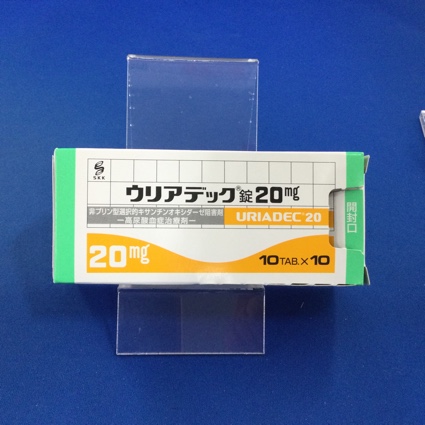 SKK
ウリアデック®錠20mg
非プリン型選択的キサンチンオキシダーゼ阻害剤
URIADEC®20
ー高尿酸血症治療剤ー
開封口
20mg
10TAB.×10